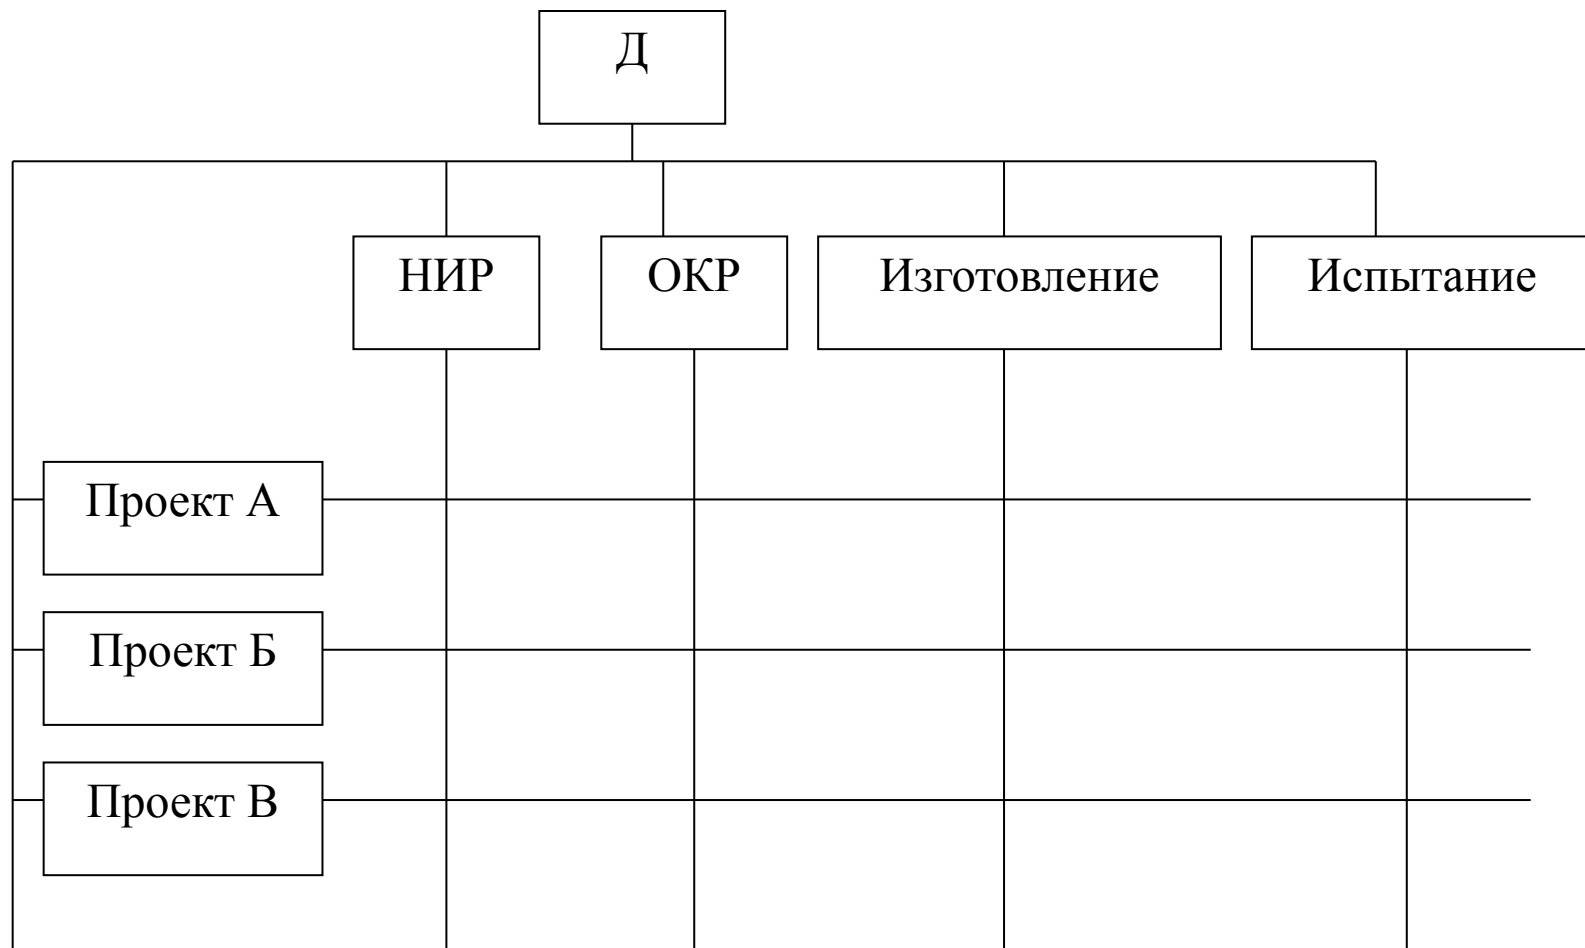 Д
НИР
ОКР
Изготовление
Испытание
Проект А
Проект Б
Проект В